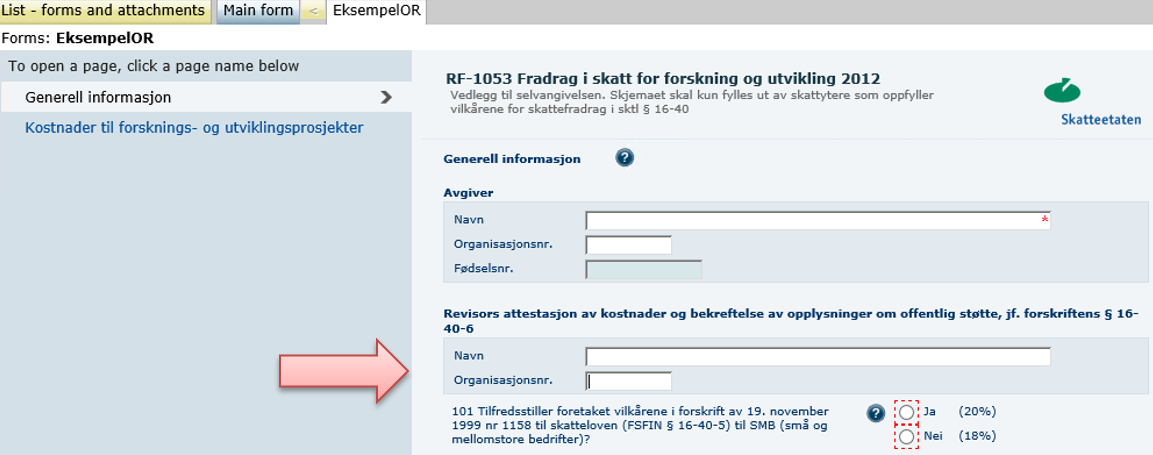 List - forms and attachments Main form < EksempelOR
Forms: EksempelOR
To open a page, click a page name below
Generell informasjon
Kostnader til forsknings- og utviklingsprosjekter
RF-1053 Fradrag i skatt for forskning og utvikling 2012
Vedlegg til selvangivelsen. Skjemaet skal kun fylles ut av skattytere som oppfyller
vilkårene for skattefradrag i sktl § 16-40
Skatteetaten
Generell informasjon ?
Avgiver
Navn *
Organisasjonsnr.
Fødselsnr.
Revisors attestasjon av kostnader og bekreftelse av opplysninger om offentlig støtte, jf. forskriftens § 16-
40-6
Navn
Organisasjonsnr.
101 Tilfredsstiller foretaket vilkårene i forskrift av 19. november ? Ja (20%)
1999 nr 1158 til skatteloven (FSFIN § 16-40-5) til SMB (små og
mellomstore bedrifter)? Nei (18%)